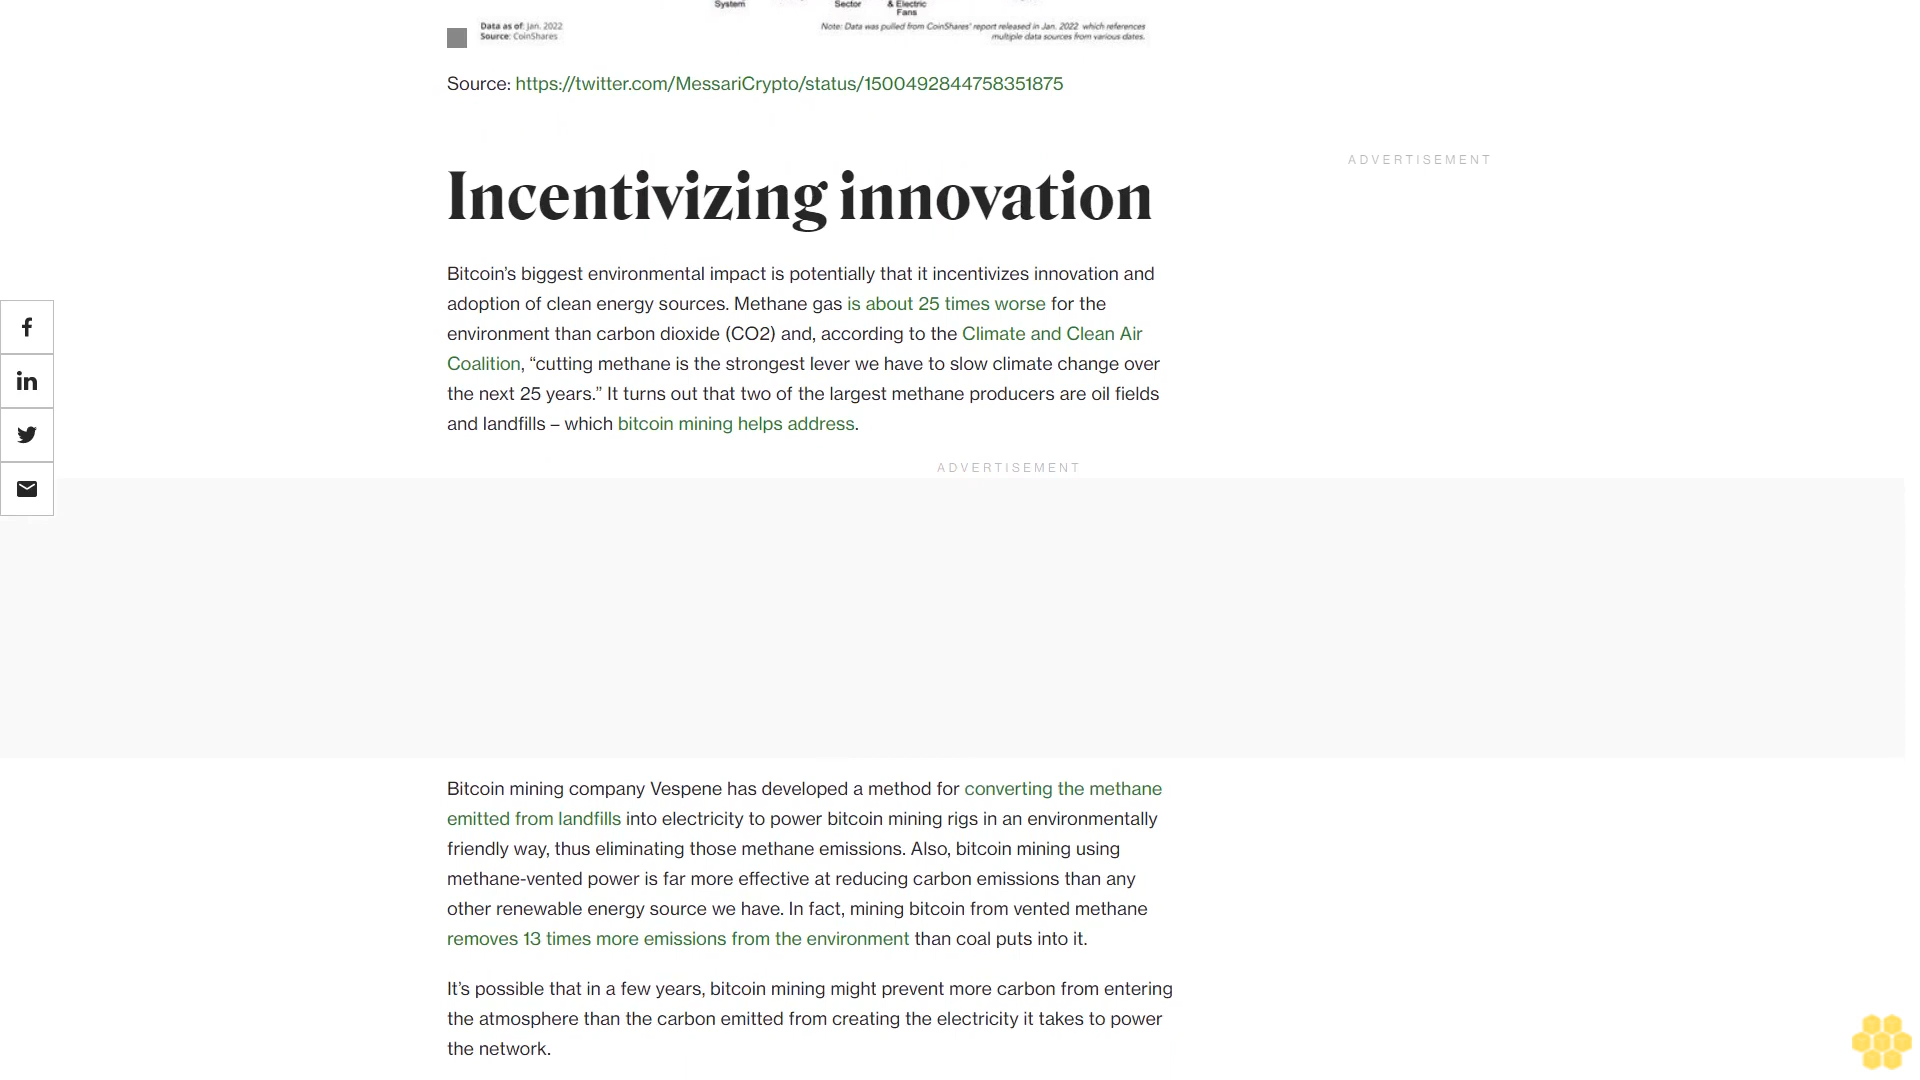 System
Sector
& Electric
Fans
Data as of: Jan. 2022
Source: CoinShares
Note: Data was pulled from CoinShares' report released in Jan. 2022 which references
multiple data sources from various dates.
Source: https://twitter.com/MessariCrypto/status/1500492844758351875
ADVERTISEMENT
Incentivizing innovation
Bitcoin’s biggest environmental impact is potentially that it incentivizes innovation and
adoption of clean energy sources. Methane gas is about 25 times worse for the
environment than carbon dioxide (CO2) and, according to the Climate and Clean Air
Coalition, “cutting methane is the strongest lever we have to slow climate change over
the next 25 years.” It turns out that two of the largest methane producers are oil fields
and landfills – which bitcoin mining helps address.
ADVERTISEMENT
Bitcoin mining company Vespene has developed a method for converting the methane
emitted from landfills into electricity to power bitcoin mining rigs in an environmentally
friendly way, thus eliminating those methane emissions. Also, bitcoin mining using
methane-vented power is far more effective at reducing carbon emissions than any
other renewable energy source we have. In fact, mining bitcoin from vented methane
removes 13 times more emissions from the environment than coal puts into it.
It’s possible that in a few years, bitcoin mining might prevent more carbon from entering
the atmosphere than the carbon emitted from creating the electricity it takes to power
the network.